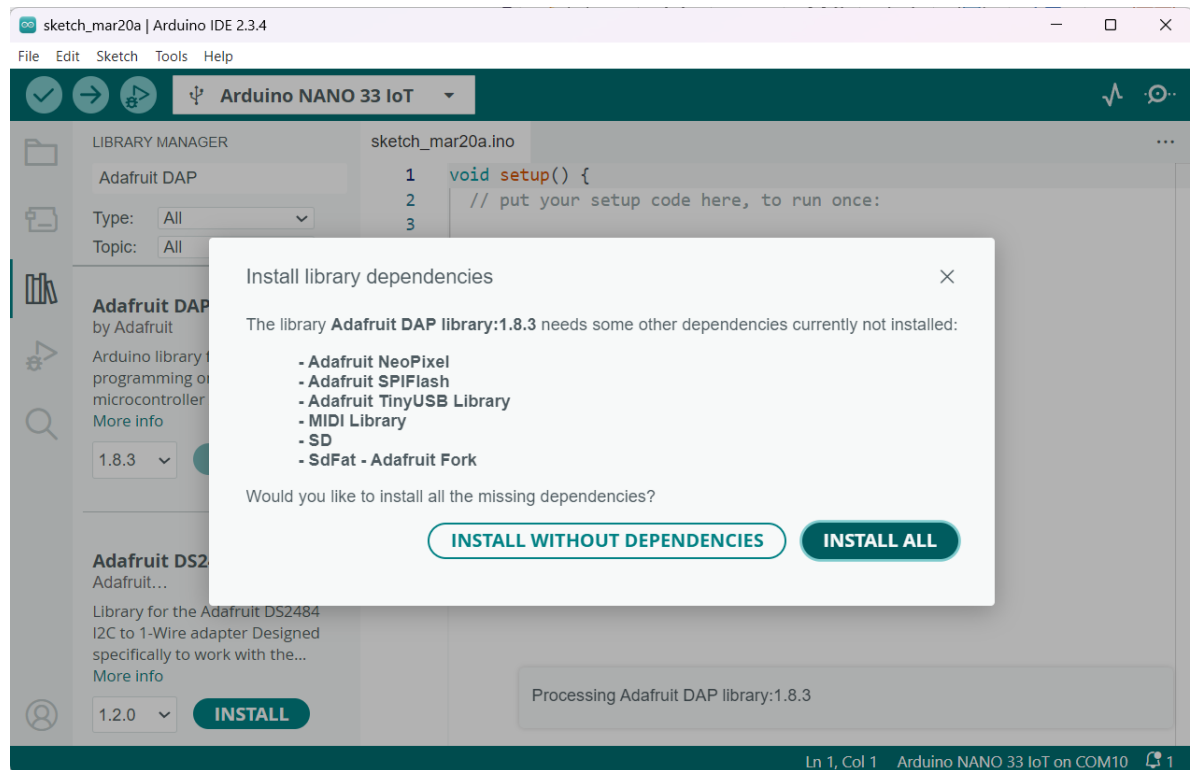 sketch_mar20a | Arduino IDE 2.3.4
File Edit Sketch Tools Help
Arduino NANO 33 IoT
LIBRARY MANAGER
Adafruit DAP
Type: All
Topic: All
Adafruit DAP
by Adafruit
Arduino library
programming
microcontroller
More info
1.8.3
Adafruit
Adafruit…
Library for the Adafruit DS2484
I2C to 1-Wire adapter Designed
specifically to work with the...
More info
1.2.0 INSTALL
sketch_mar20a.ino
1 void setup() {
2 // put your setup code here, to run once:
3
Install library dependencies
The library Adafruit DAP library:1.8.3 needs some other dependencies currently not installed:
- Adafruit NeoPixel
- Adafruit SPIFlash
- Adafruit TinyUSB Library
- MIDI Library
- SD
- SdFat - Adafruit Fork
Would you like to install all the missing dependencies?
INSTALL WITHOUT DEPENDENCIES INSTALL ALL
Processing Adafruit DAP library:1.8.3
Ln 1, Col 1 Arduino NANO 33 IoT on COM10 1